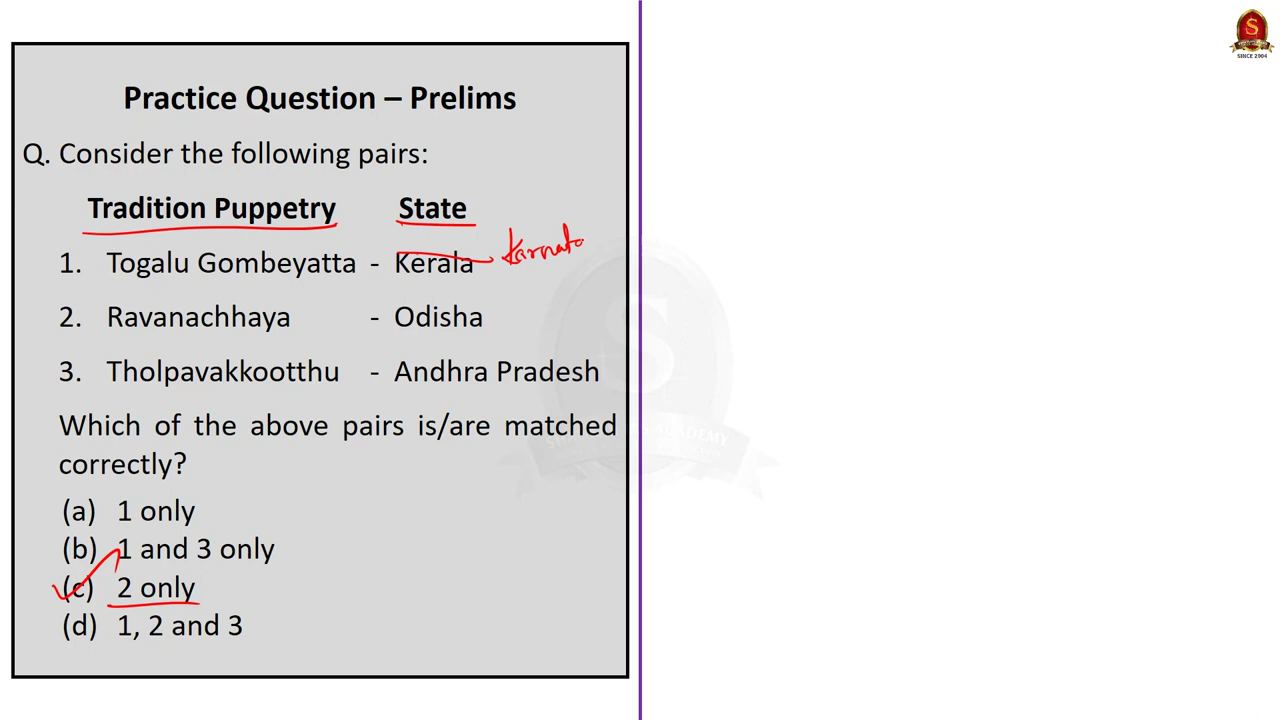 S
SINCE 2004
Practice Question – Prelims
Q. Consider the following pairs:
Tradition Puppetry State
1. Togalu Gombeyatta - Kerala
2. Ravanachhaya - Odisha
3. Tholpavakkootthu - Andhra Pradesh
Which of the above pairs is/are matched
correctly?
(a) 1 only
(b) 1 and 3 only
(c) 2 only
(d) 1, 2 and 3